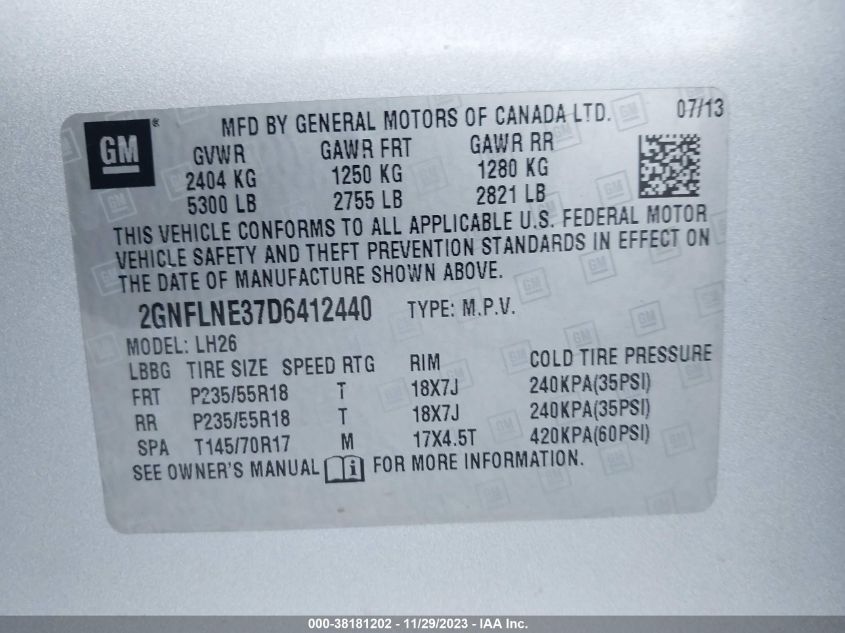 GM ®
MFD BY GENERAL MOTORS OF CANADA LTD. 07/13
GVWR GAWR FRT GAWR RR
2404 KG 1250 KG 1280 KG
5300 LB 2755 LB 2821 LB
THIS VEHICLE CONFORMS TO ALL APPLICABLE U.S. FEDERAL MOTOR
VEHICLE SAFETY AND THEFT PREVENTION STANDARDS IN EFFECT ON
THE DATE OF MANUFACTURE SHOWN ABOVE.
2GNFLNE37D6412440 TYPE: M.P.V.
MODEL: LH26
LBBG TIRE SIZE SPEED RTG RIM COLD TIRE PRESSURE
FRT P235/55R18 T 18X7J 240KPA(35PSI)
RR P235/55R18 T 18X7J 240KPA(35PSI)
SPA T145/70R17 M 17X4.5T 420KPA(60PSI)
SEE OWNER'S MANUAL i FOR MORE INFORMATION.
000-38181202 - 11/29/2023 - IAA Inc.